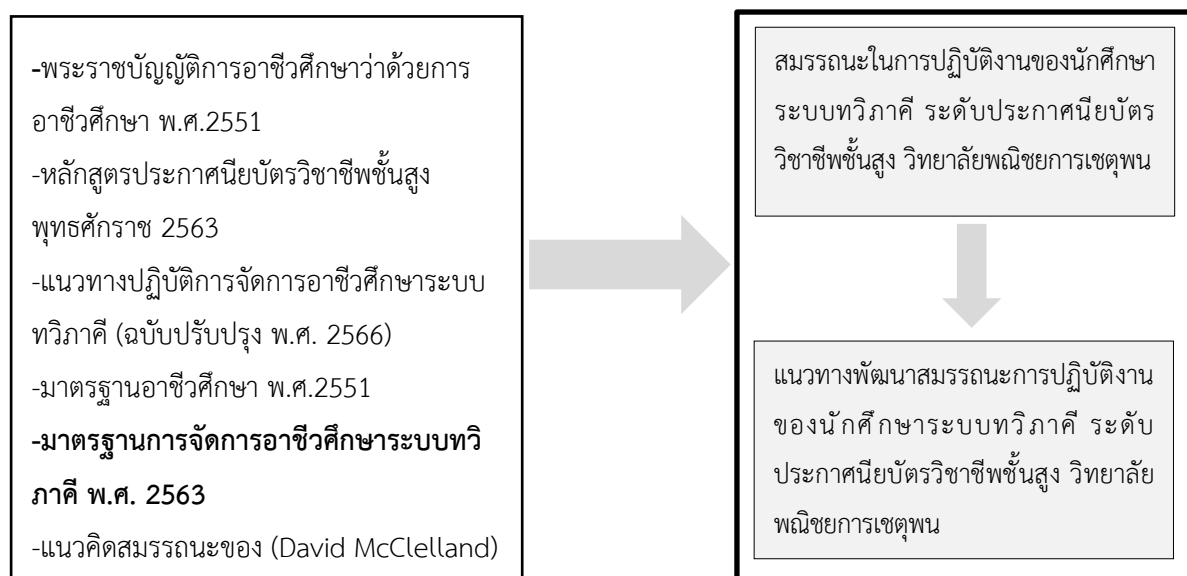 -พระราชบัญญัติการอาชีวศึกษาว่าด้วยการ
อาชีวศึกษา พ.ศ.2551
-หลักสูตรประกาศนียบัตรวิชาชีพชั้นสูง
พุทธศักราช 2563
-แนวทางปฏิบัติการจัดการอาชีวศึกษาระบบ
ทวิภาคี (ฉบับปรับปรุง พ.ศ. 2566)
-มาตรฐานอาชีวศึกษา พ.ศ.2551
-มาตรฐานการจัดการอาชีวศึกษาระบบทวิ
ภาคี พ.ศ. 2563
-แนวคิดสมรรถนะของ (David McClelland)
สมรรถนะในการปฏิบัติงานของนักศึกษา
ระบบทวิภาคี ระดับประกาศนียบัตร
วิชาชีพชั้นสูง วิทยาลัยพณิชยการเชตุพน
แนวทางพัฒนาสมรรถนะการปฏิบัติงาน
ของนักศึกษาระบบทวิภาคี ระดับ
ประกาศนียบัตรวิชาชีพชั้นสูง วิทยาลัย
พณิชยการเชตุพน